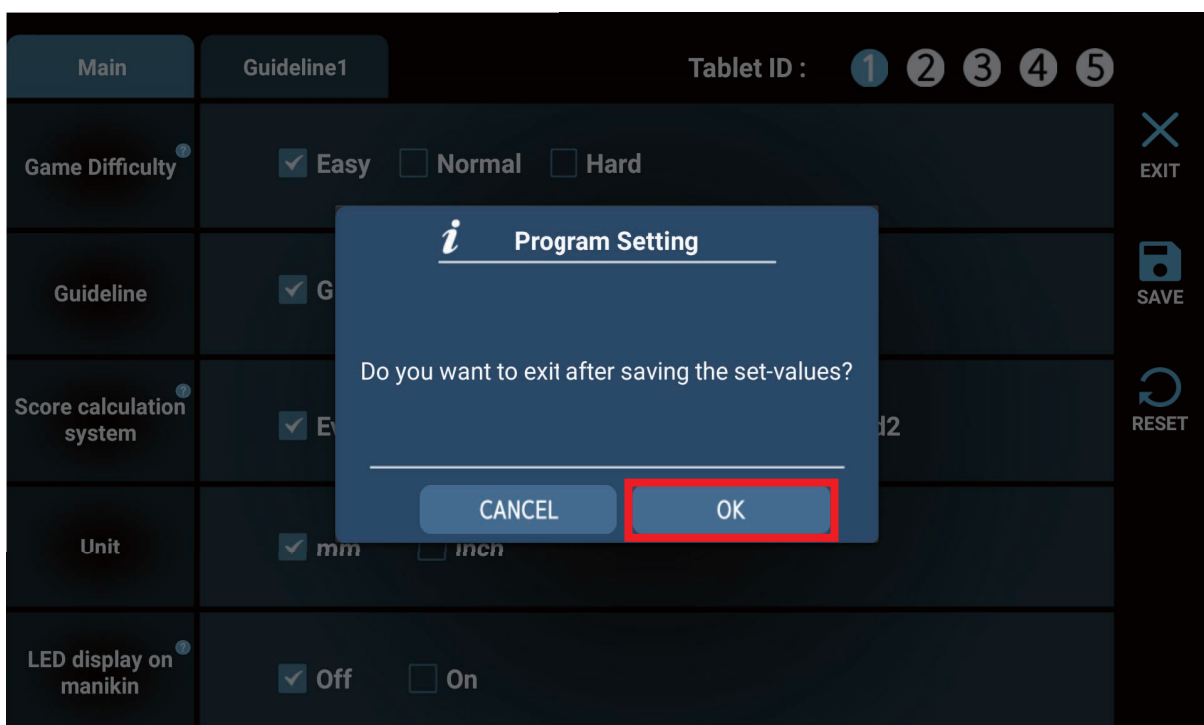 Main
Guideline1
Tablet ID :
1 2 3 4 5
Game Difficulty ?
Easy Normal Hard
EXIT
i Program Setting
Guideline
G
SAVE
Do you want to exit after saving the set-values?
Score calculation ?
system
d2
RESET
CANCEL OK
Unit
mm inch
LED display on ?
manikin
Off On